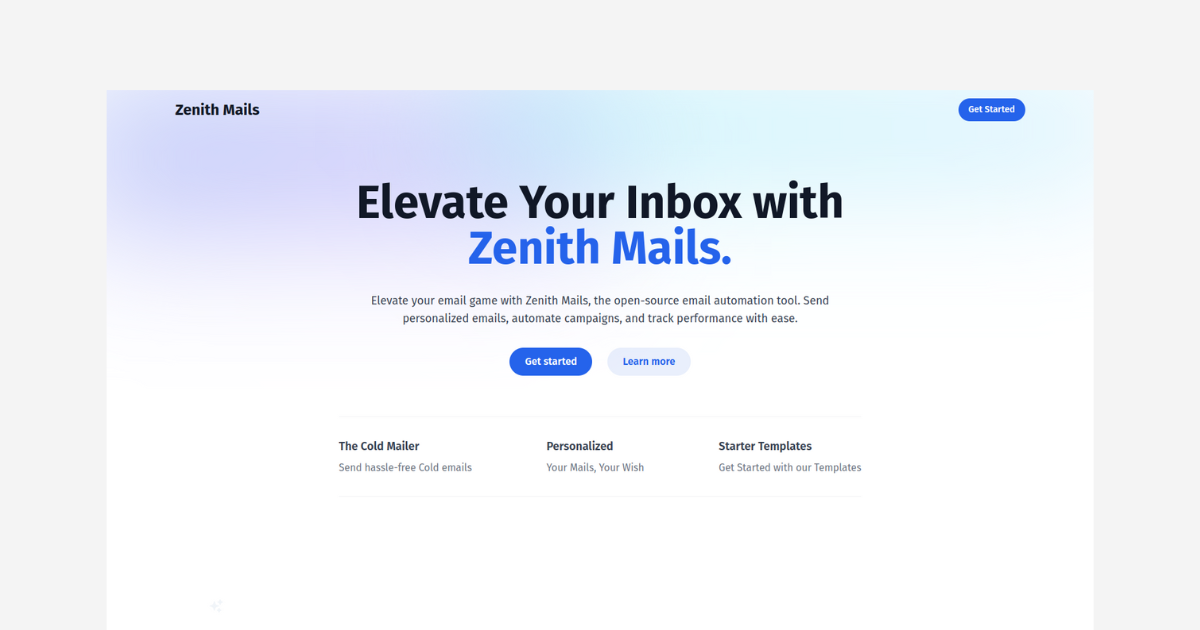 Zenith Mails
Get Started
Elevate Your Inbox with
Zenith Mails.
Elevate your email game with Zenith Mails, the open-source email automation tool. Send
personalized emails, automate campaigns, and track performance with ease.
Get started
Learn more
The Cold Mailer
Send hassle-free Cold emails
Personalized
Your Mails, Your Wish
Starter Templates
Get Started with our Templates